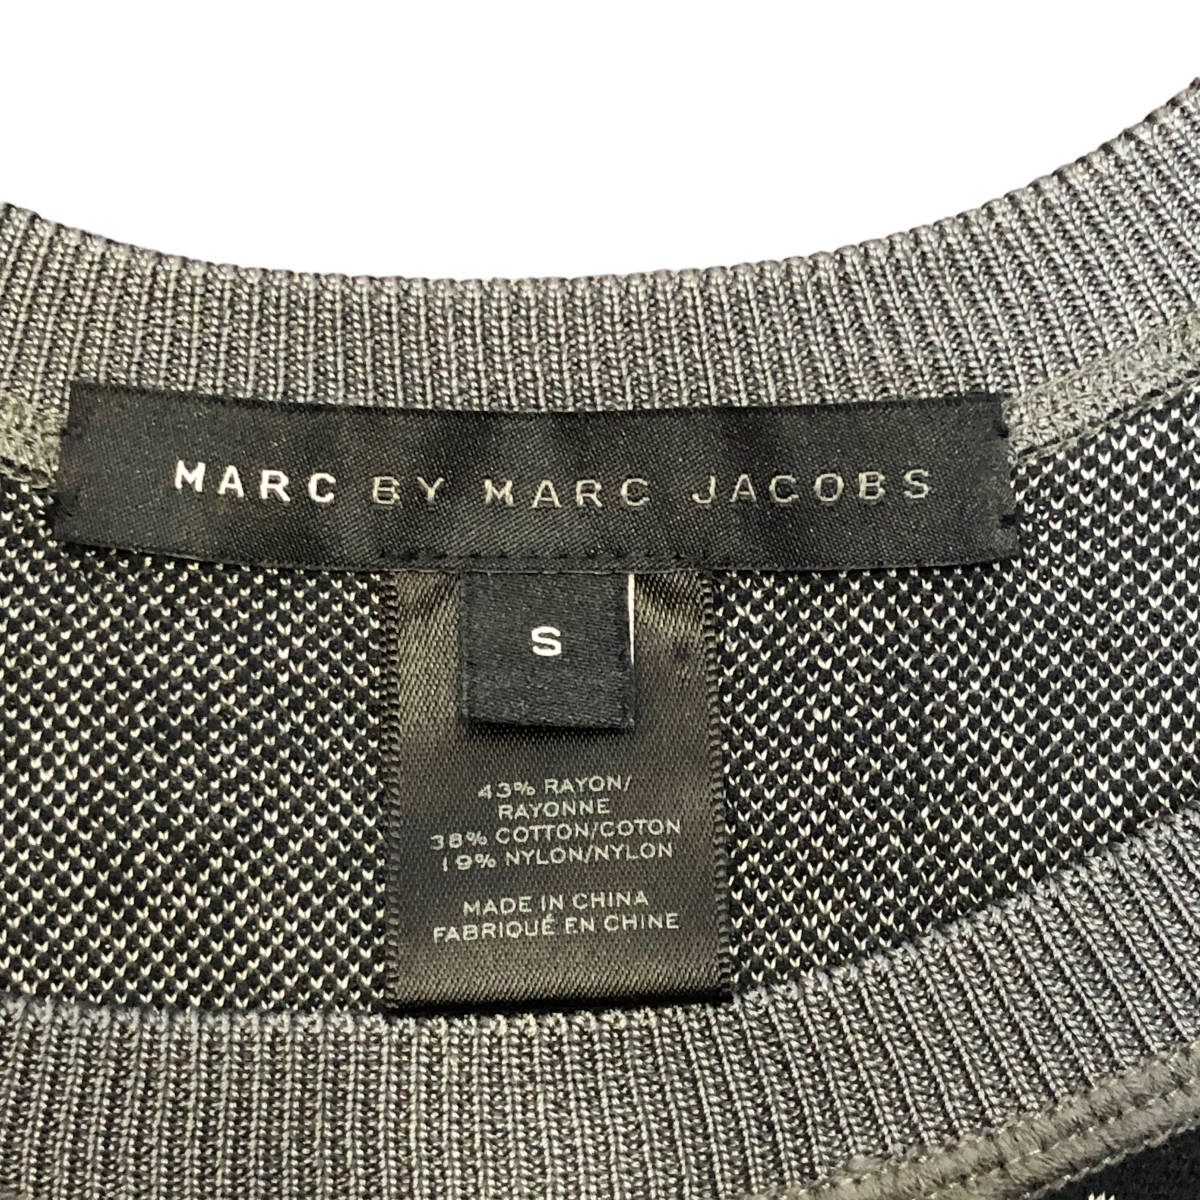 MARC BY MARC JACOBS
S
43% RAYON/
RAYONNE
38% COTTON/COTON
19% NYLON/NYLON
MADE IN CHINA
FABRIQUÉ EN CHINE